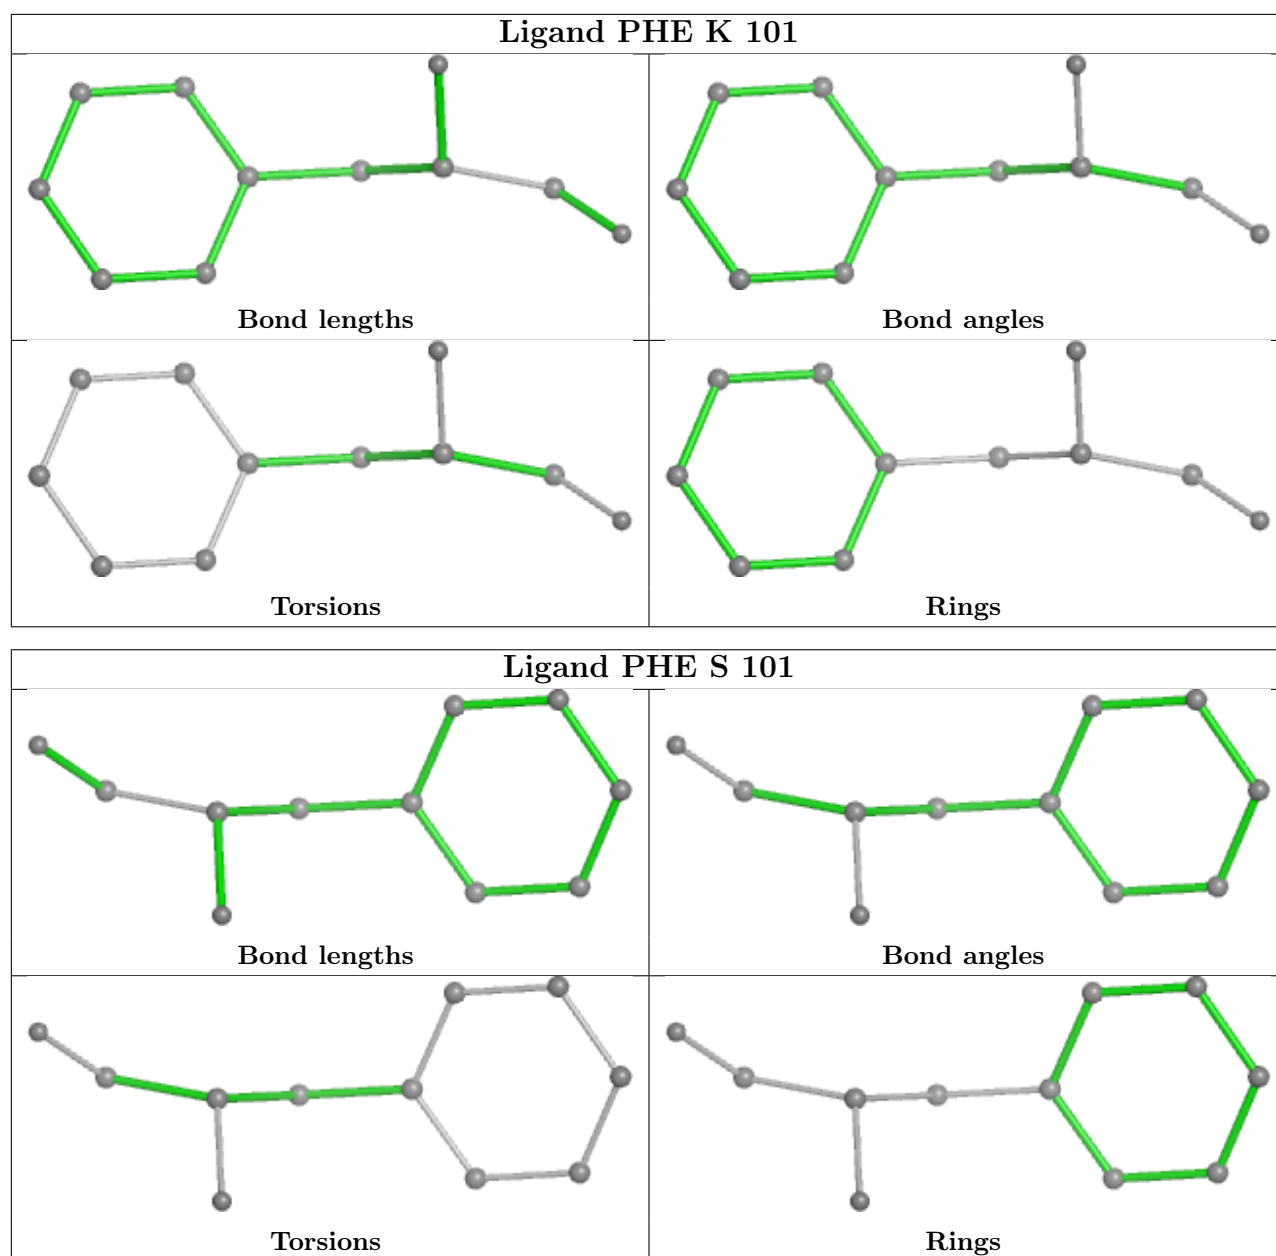 Ligand PHE K 101
Bond lengths
Bond angles
Torsions
Rings
Ligand PHE S 101
Bond lengths
Bond angles
Torsions
Rings